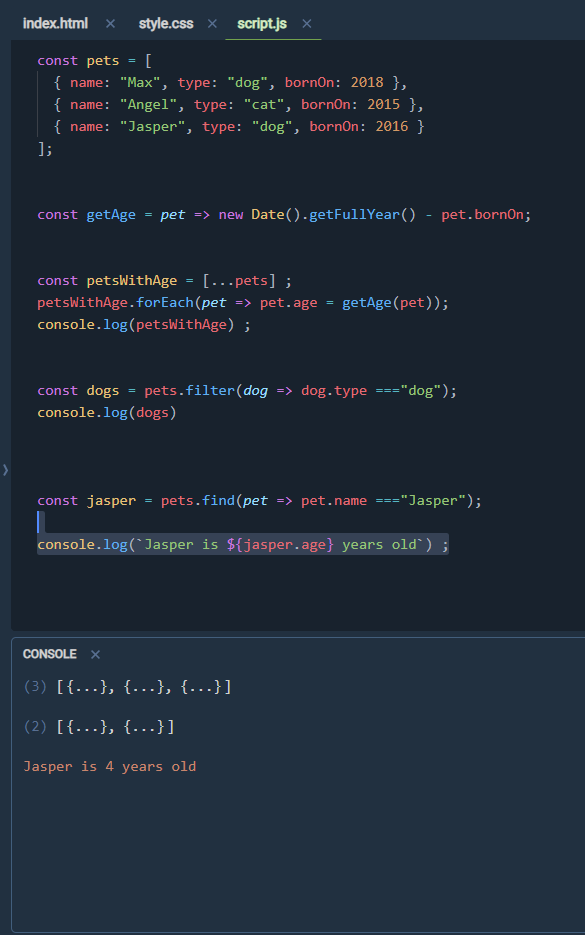 index.html × style.css × script.js ×
const pets = [
{ name: "Max", type: "dog", bornOn: 2018 },
{ name: "Angel", type: "cat", bornOn: 2015 },
{ name: "Jasper", type: "dog", bornOn: 2016 }
];
const getAge = pet => new Date().getFullYear() - pet.bornOn;
const petsWithAge = [...pets] ;
petsWithAge.forEach(pet => pet.age = getAge(pet));
console.log(petsWithAge) ;
const dogs = pets.filter(dog => dog.type ==="dog");
console.log(dogs)
const jasper = pets.find(pet => pet.name ==="Jasper");
console.log(`Jasper is ${jasper.age} years old`) ;
CONSOLE ×
(3) [{...}, {...}, {...}]
(2) [{...}, {...}]
Jasper is 4 years old